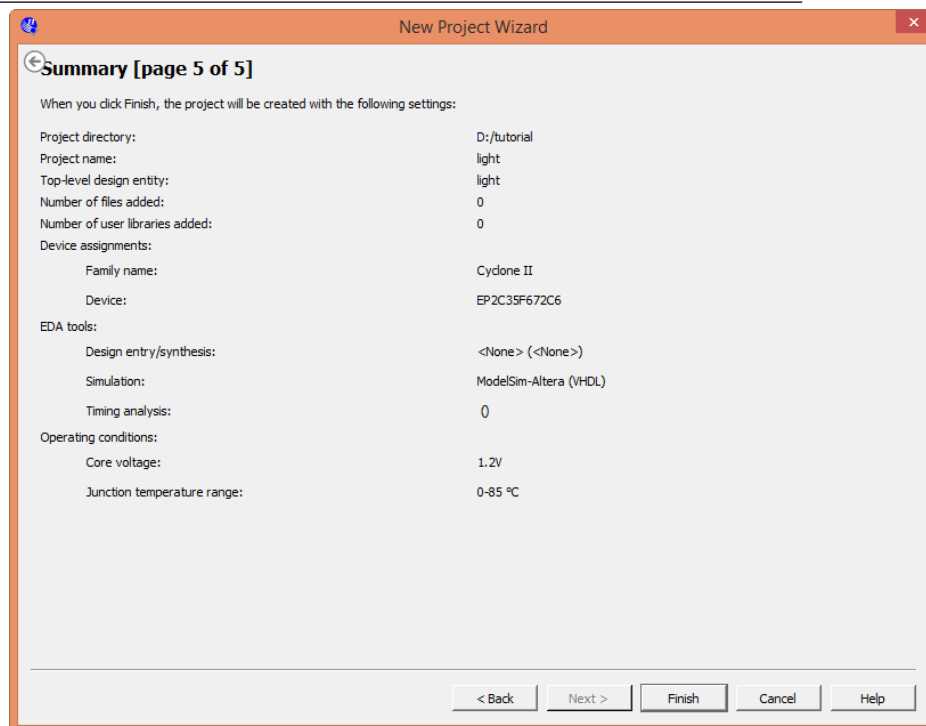 New Project Wizard
Summary [page 5 of 5]
When you click Finish, the project will be created with the following settings:
Project directory: D:/tutorial
Project name: light
Top-level design entity: light
Number of files added: 0
Number of user libraries added: 0
Device assignments:
Family name: Cyclone II
Device: EP2C35F672C6
EDA tools:
Design entry/synthesis: <None> (<None>)
Simulation: ModelSim-Altera (VHDL)
Timing analysis: ()
Operating conditions:
Core voltage: 1.2V
Junction temperature range: 0-85 ºC
< Back Next > Finish Cancel Help